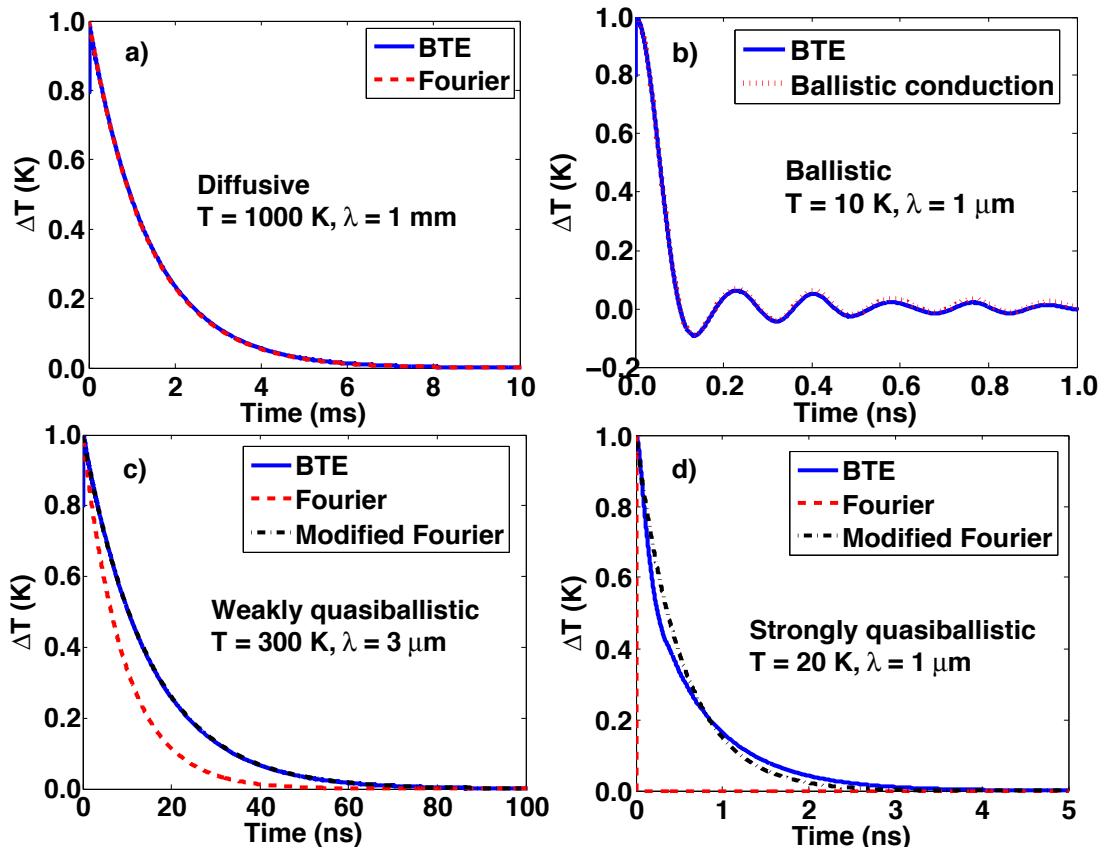 a)
BTE
Fourier
Diffusive
T = 1000 K, λ = 1 mm
ΔT (K)
1.0
0.8
0.6
0.4
0.2
0.0
0
2
4
6
8
10
Time (ms)
b)
BTE
Ballistic conduction
Ballistic
T = 10 K, λ = 1 μm
ΔT (K)
1.0
0.8
0.6
0.4
0.2
0.0
−0.2
0.0
0.2
0.4
0.6
0.8
1.0
Time (ns)
c)
BTE
Fourier
Modified Fourier
Weakly quasiballistic
T = 300 K, λ = 3 μm
ΔT (K)
1.0
0.8
0.6
0.4
0.2
0.0
0
20
40
60
80
100
Time (ns)
d)
BTE
Fourier
Modified Fourier
Strongly quasiballistic
T = 20 K, λ = 1 μm
ΔT (K)
1.0
0.8
0.6
0.4
0.2
0.0
0
1
2
3
4
5
Time (ns)